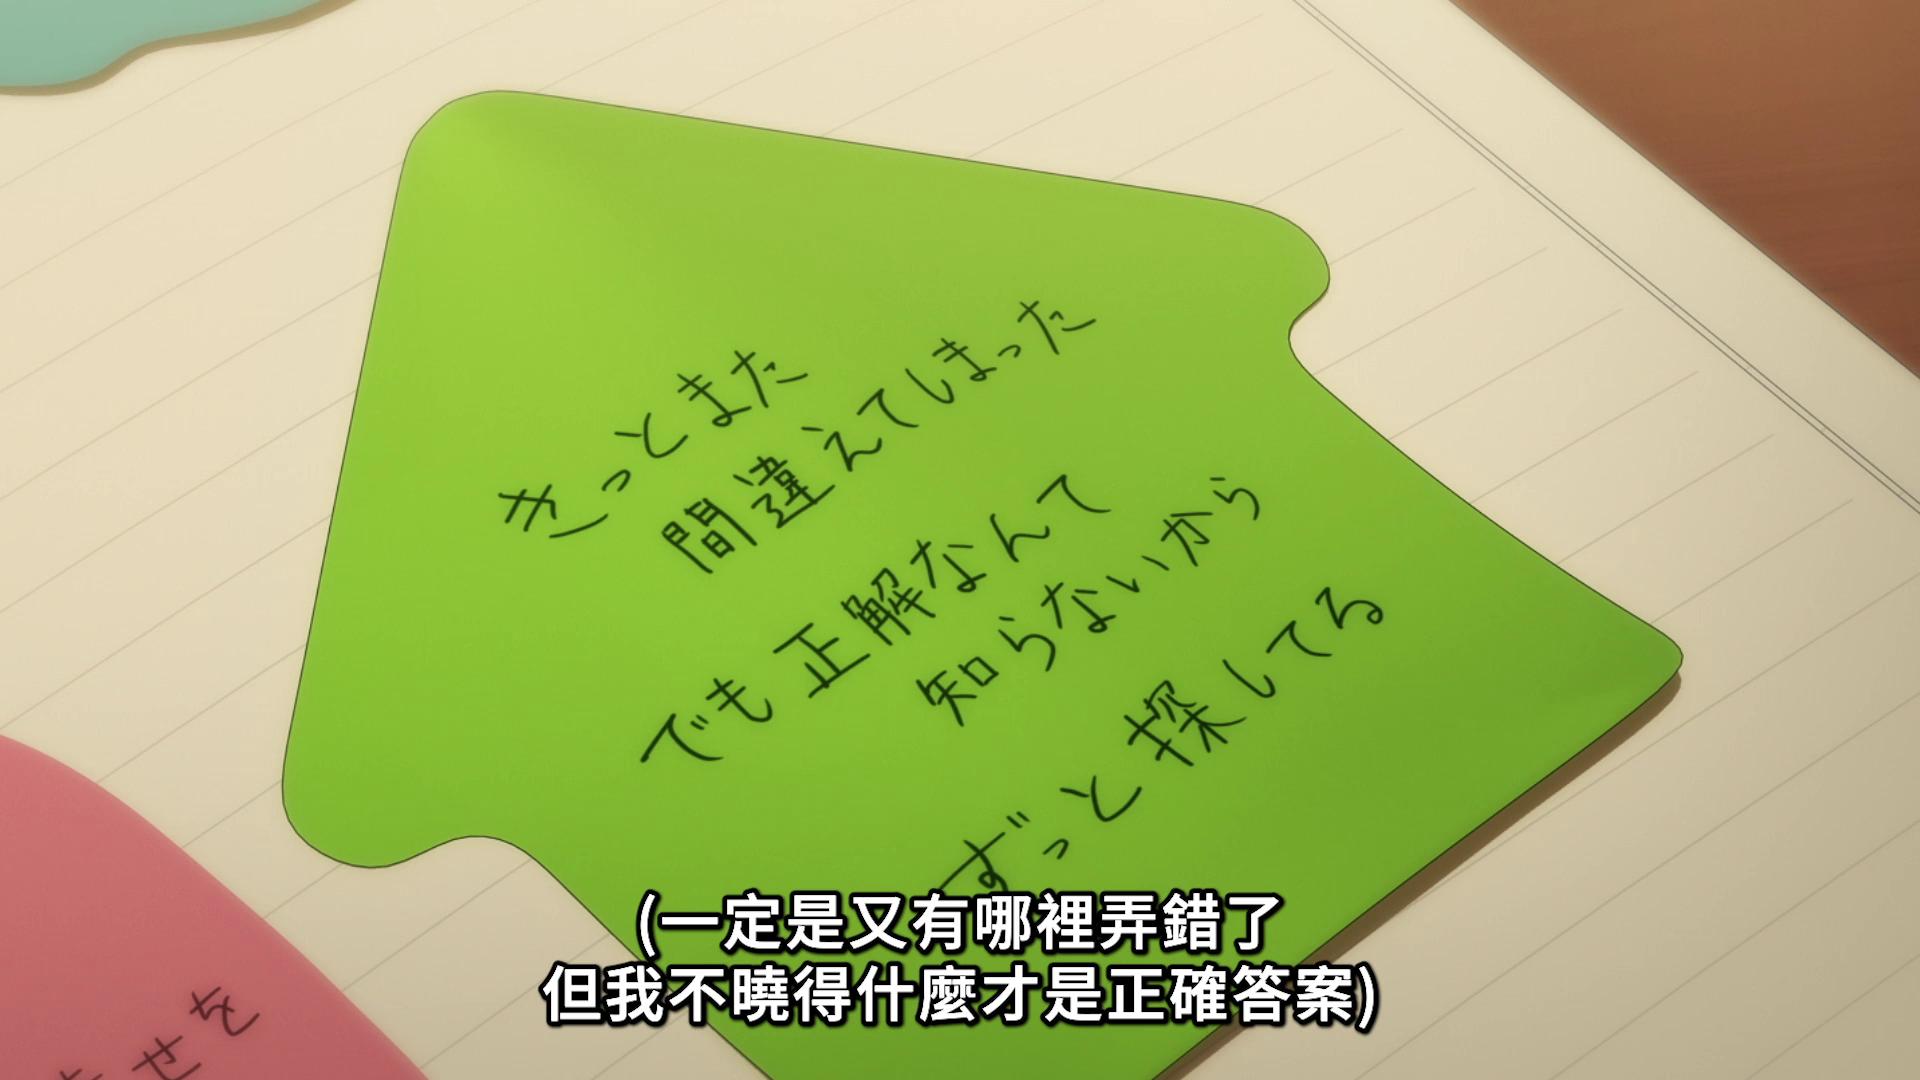 きっとまた
間違えてしまった
でも正解なんて
知らないから
ずっと探してる
せを
(一定是又有哪裡弄錯了
但我不曉得什麼才是正確答案)